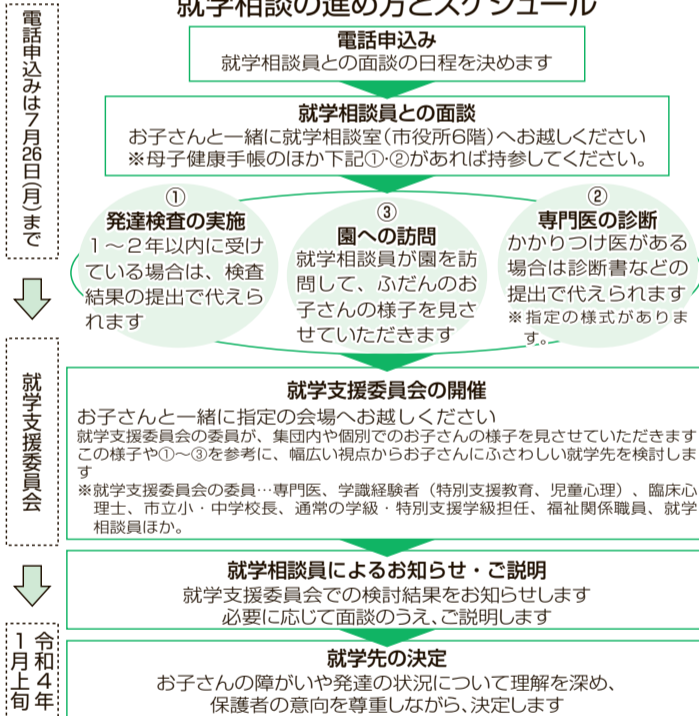 就学相談の進め方とスケジュール
電話申込みは7月26日(月)まで
電話申込み
就学相談員との面談の日程を決めます
就学相談員との面談
お子さんと一緒に就学相談室(市役所6階)へお越しください
※母子健康手帳のほか下記①・②があれば持参してください。
①
発達検査の実施
1～2年以内に受け
ている場合は、検査
結果の提出で代えら
れます
③
園への訪問
就学相談員が園を訪
問して、ふだんのお
子さんの様子を見さ
せていただきます
②
専門医の診断
かかりつけ医がある
場合は診断書などの
提出で代えられます
※指定の様式がありま
す。
就学支援委員会
就学支援委員会の開催
お子さんと一緒に指定の会場へお越しください
就学支援委員会の委員が、集団内や個別でのお子さんの様子を見させていただきます
この様子や①～③を参考に、幅広い視点からお子さんにふさわしい就学先を検討しま
す
※就学支援委員会の委員…専門医、学識経験者（特別支援教育、児童心理）、臨床心
理士、市立小・中学校長、通常の学級・特別支援学級担任、福祉関係職員、就学
相談員ほか。
就学相談員によるお知らせ・ご説明
就学支援委員会での検討結果をお知らせします
必要に応じて面談のうえ、ご説明します
令和4年
1月上旬
就学先の決定
お子さんの障がいや発達の状況について理解を深め、
保護者の意向を尊重しながら、決定します